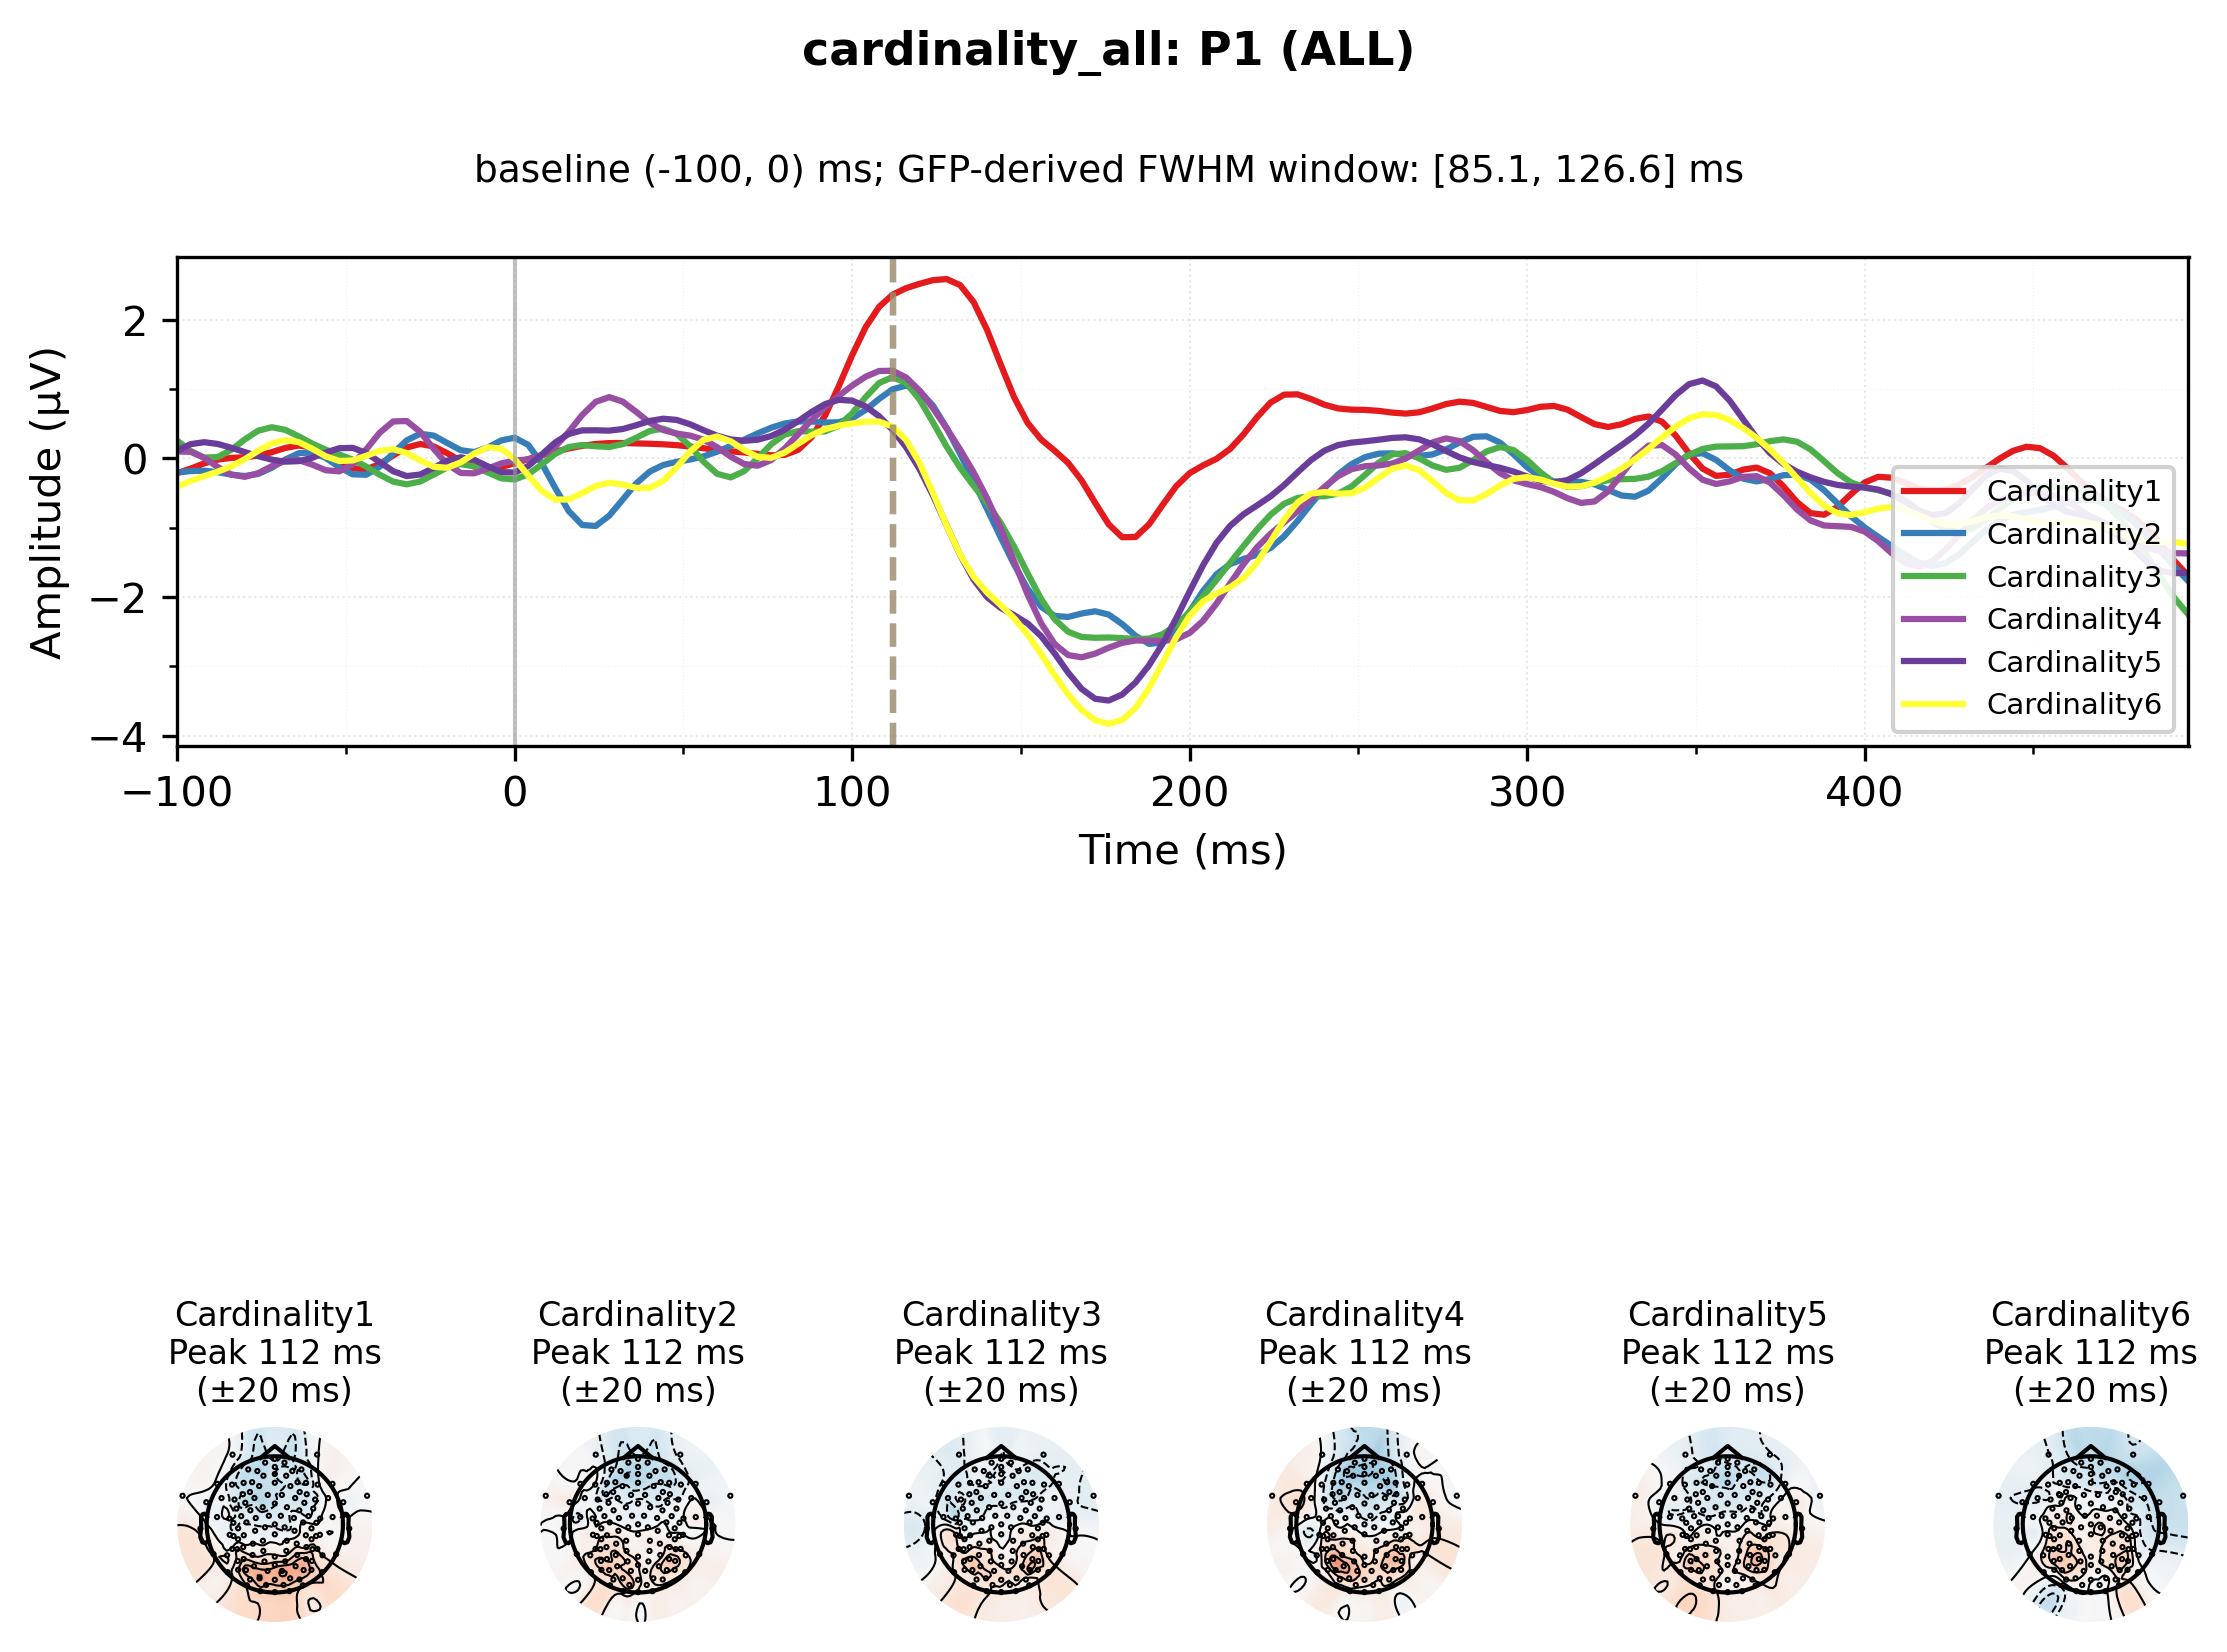 cardinality_all: P1 (ALL)
baseline (-100, 0) ms; GFP-derived FWHM window: [85.1, 126.6] ms
Amplitude (µV)
2
0
−2
−4
−100
0
100
200
300
400
Time (ms)
Cardinality1
Cardinality2
Cardinality3
Cardinality4
Cardinality5
Cardinality6
Cardinality1
Peak 112 ms
(±20 ms)
Cardinality2
Peak 112 ms
(±20 ms)
Cardinality3
Peak 112 ms
(±20 ms)
Cardinality4
Peak 112 ms
(±20 ms)
Cardinality5
Peak 112 ms
(±20 ms)
Cardinality6
Peak 112 ms
(±20 ms)